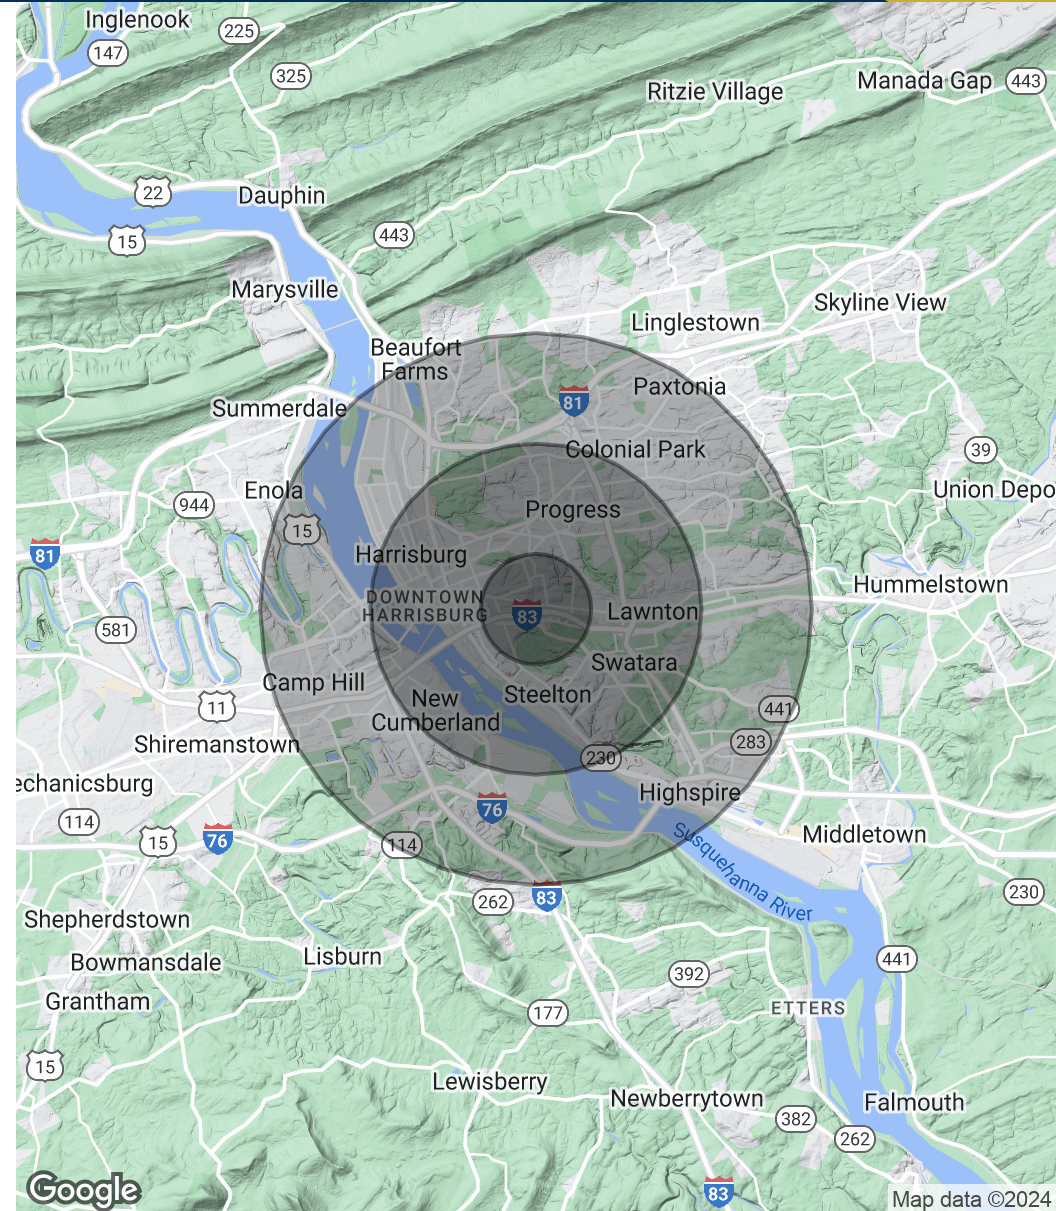 Inglenook
225
147
325
Ritzie Village
Manada Gap
443
22
Dauphin
15
443
Marysville
Skyline View
Linglestown
Beaufort
Farms
Paxtonia
81
Summerdale
Colonial Park
39
Enola
Union Depo
944
Progress
15
81
Harrisburg
Hummelstown
DOWNTOWN
HARRISBURG
83
Lawnton
581
Swatara
Camp Hill
New
Cumberland
Steelton
11
441
283
Shiremanstown
230
echanicsburg
Highspire
76
114
15
76
114
Susquehanna River
Middletown
262
83
230
Shepherdstown
Lisburn
Bowmansdale
441
392
Grantham
177
ETTERS
15
Lewisberry
Newberrytown
Falmouth
382
262
Google
83
Map data ©2024